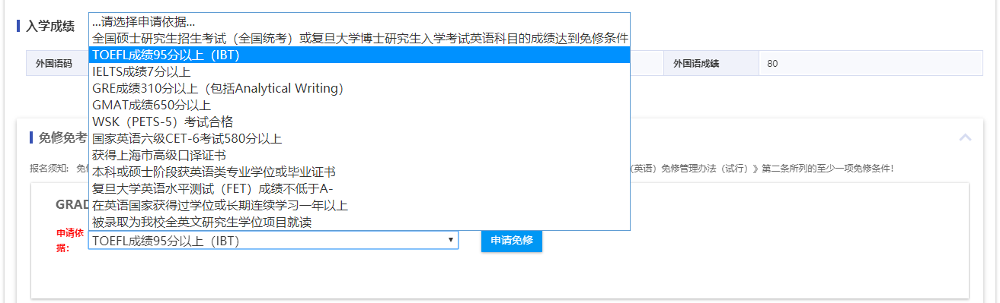 入学成绩
...请选择申请依据...
全国硕士研究生招生考试（全国统考）或复旦大学博士研究生入学考试英语科目的成绩达到免修条件
TOEFL成绩95分以上（IBT）
外国语码
外国语成绩
80
IELTS成绩7分以上
GRE成绩310分以上（包括Analytical Writing）
GMAT成绩650分以上
WSK（PETS-5）考试合格
国家英语六级CET-6考试580分以上
获得上海市高级口译证书
本科或硕士阶段获英语类专业学位或毕业证书
复旦大学英语水平测试（FET）成绩不低于A-
在英语国家获得过学位或长期连续学习一年以上
被录取为我校全英文研究生学位项目就读
免修免考
报名须知: 免修
（英语）免修管理办法（试行）》第二条所列的至少一项免修条件！
GRAD
申请依
据:
TOEFL成绩95分以上（IBT）
申请免修